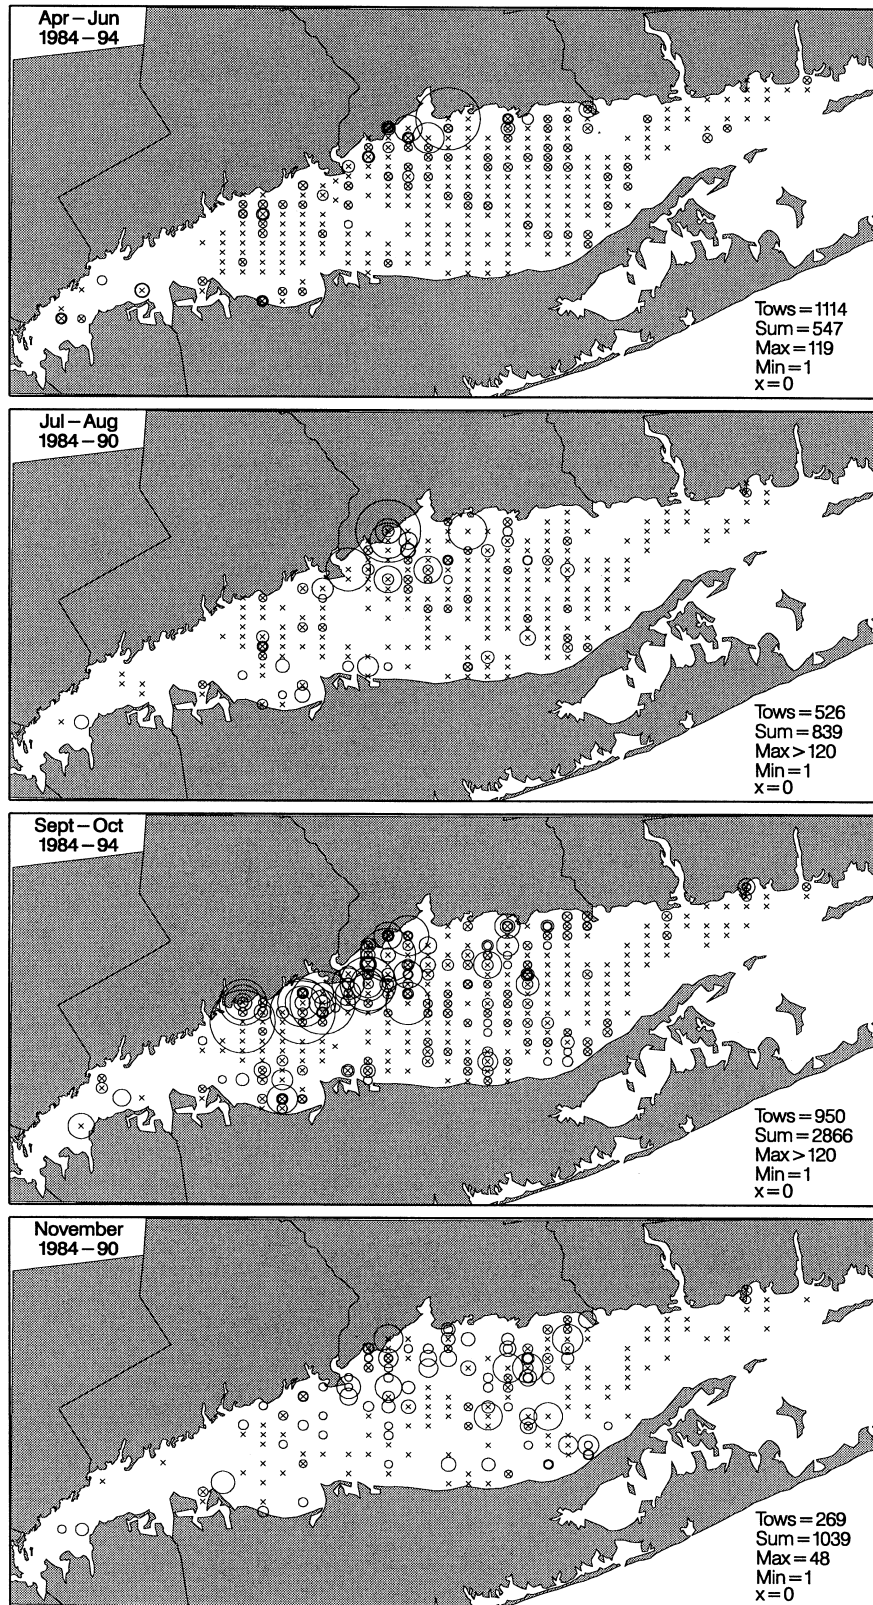 Apr – Jun
1984 – 94
Tows = 1114
Sum = 547
Max = 119
Min = 1
x = 0
Jul – Aug
1984 – 90
Tows = 526
Sum = 839
Max > 120
Min = 1
x = 0
Sept – Oct
1984 – 94
Tows = 950
Sum = 2866
Max > 120
Min = 1
x = 0
November
1984 – 90
Tows = 269
Sum = 1039
Max = 48
Min = 1
x = 0